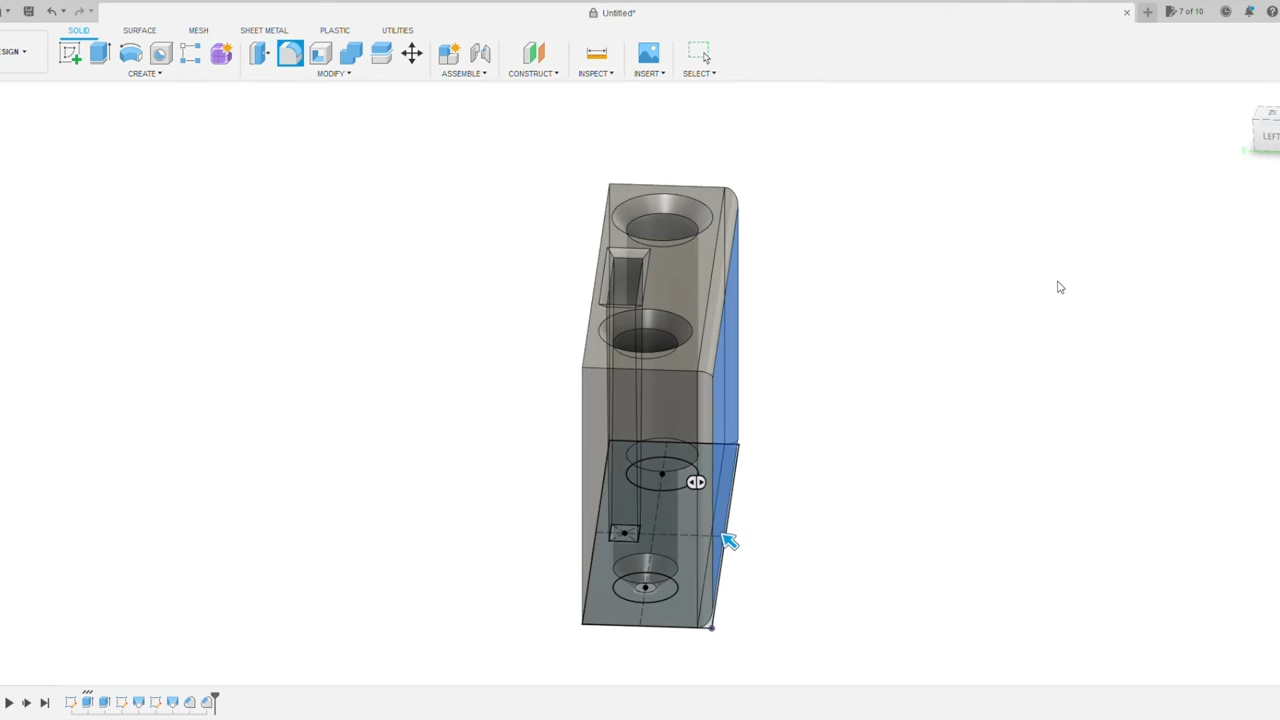 Untitled*
7 of 10
SOLID SURFACE MESH SHEET METAL PLASTIC UTILITIES
ESIGN ▾
CREATE ▾ MODIFY ▾ ASSEMBLE ▾ CONSTRUCT ▾ INSPECT ▾ INSERT ▾ SELECT ▾
LEFT
Y